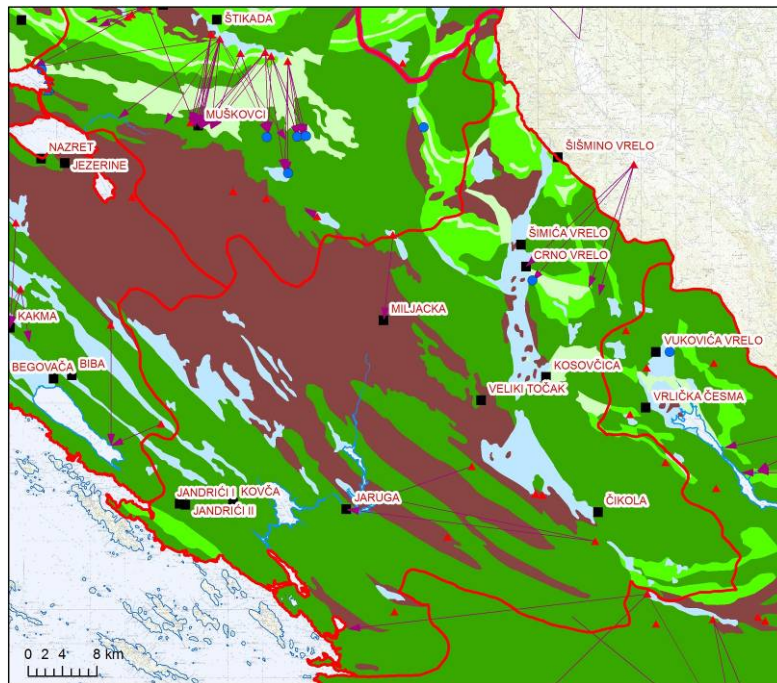 ŠTIKADA
MUŠKOVCI
NAZRET
JEZERINE
ŠIŠMINO VRELO
ŠIMIĆA VRELO
CRNO VRELO
KAKMA
MILJACKA
VUKOVIĆA VRELO
BEGOVAČA
BIBA
KOSOVČICA
VELIKI TOČAK
VRLIČKA ČESMA
JANDRIĆI I
KOVČA
JANDRIĆI II
JARUGA
ČIKOLA
0 2 4 8 km